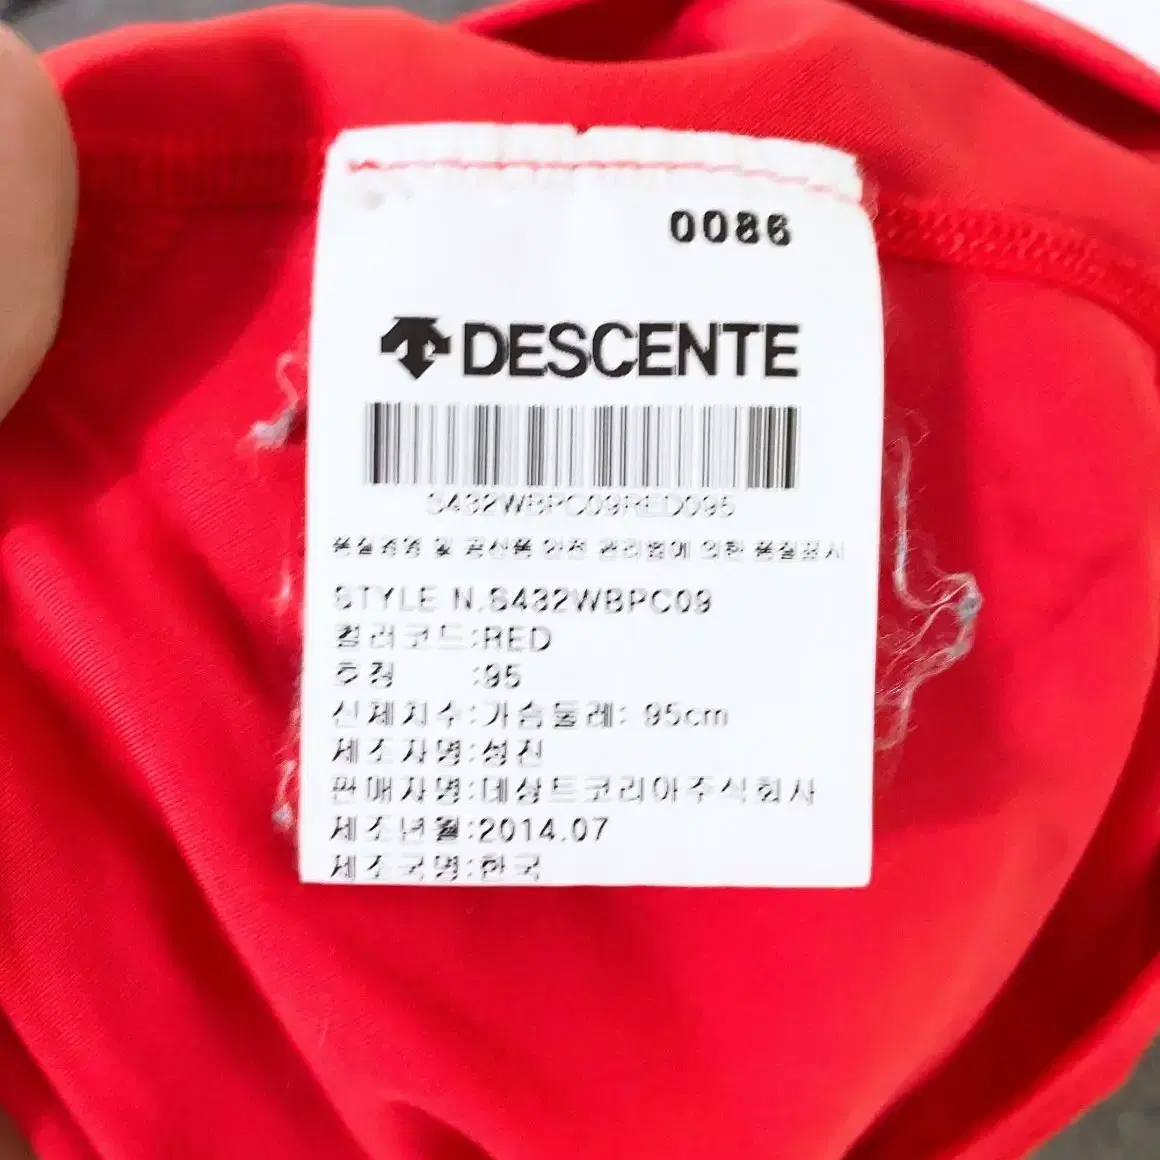 0086
DESCENTE
S432WBPC09RED095
품질경영 및 공산품 안전 관리법에 의한 품질표시
STYLE N.S432WBPC09
컬러코드:RED
호칭 :95
신체치수:가슴둘레: 95cm
제조자명:성진
판매자명:데상트코리아주식회사
제조년월:2014.07
제조국명:한국